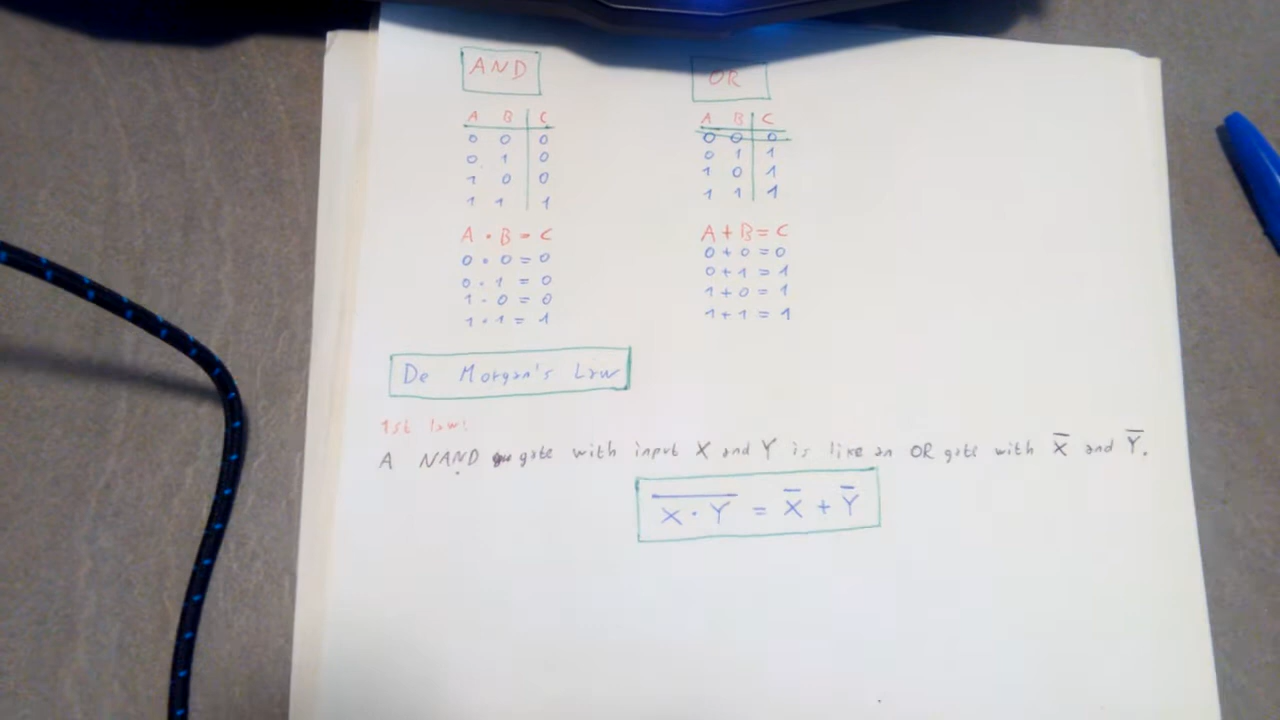 AND
A B C
0 0 0
0 1 0
1 0 0
1 1 1
A · B = C
0 · 0 = 0
0 · 1 = 0
1 · 0 = 0
1 · 1 = 1
OR
A B C
0 0 0
0 1 1
1 0 1
1 1 1
A + B = C
0 + 0 = 0
0 + 1 = 1
1 + 0 = 1
1 + 1 = 1
De Morgan's Law
1st law:
A NAND gate with input X and Y is like an OR gate with X̅ and Y̅.
X̅ ̅·̅ ̅Y̅ = X̅ + Y̅